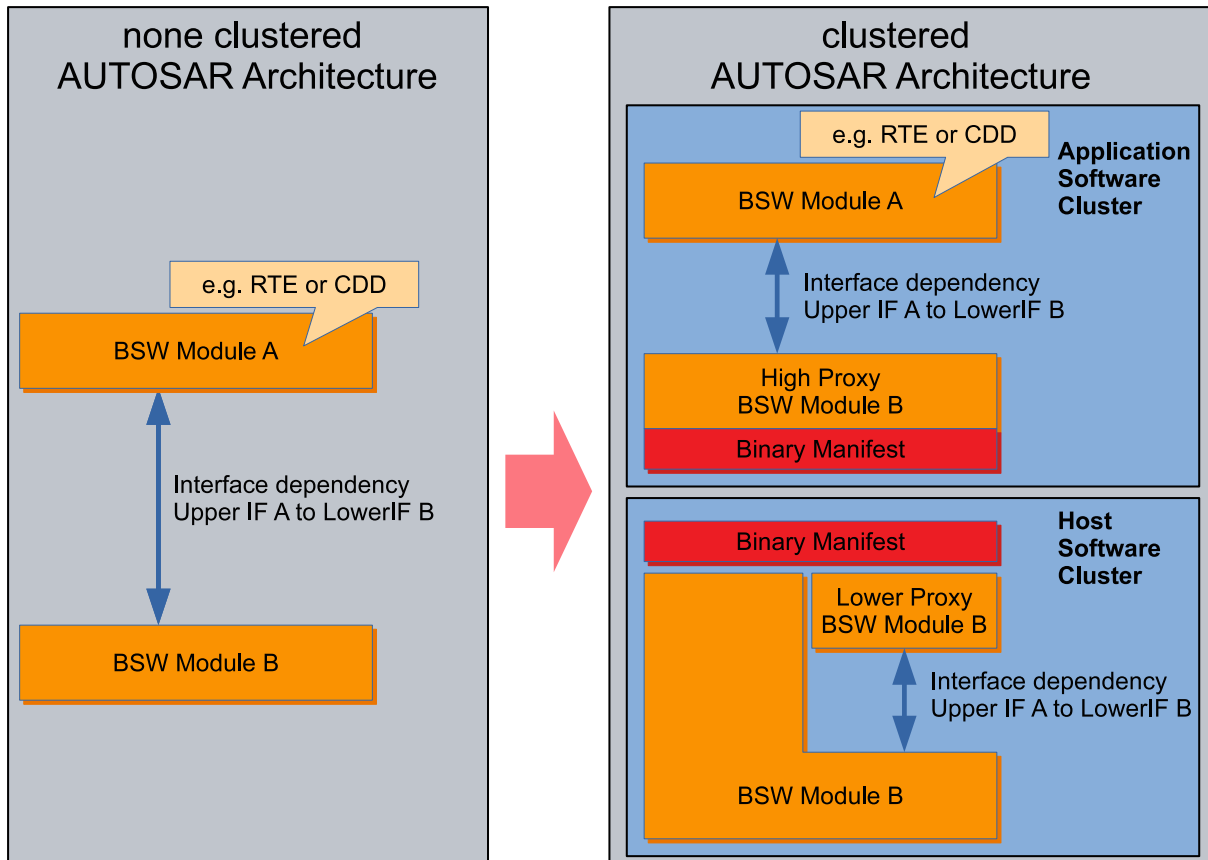 none clustered
AUTOSAR Architecture
e.g. RTE or CDD
BSW Module A
Interface dependency
Upper IF A to LowerIF B
BSW Module B
clustered
AUTOSAR Architecture
e.g. RTE or CDD
Application
Software
Cluster
BSW Module A
Interface dependency
Upper IF A to LowerIF B
High Proxy
BSW Module B
Binary Manifest
Binary Manifest
Host
Software
Cluster
Lower Proxy
BSW Module B
Interface dependency
Upper IF A to LowerIF B
BSW Module B